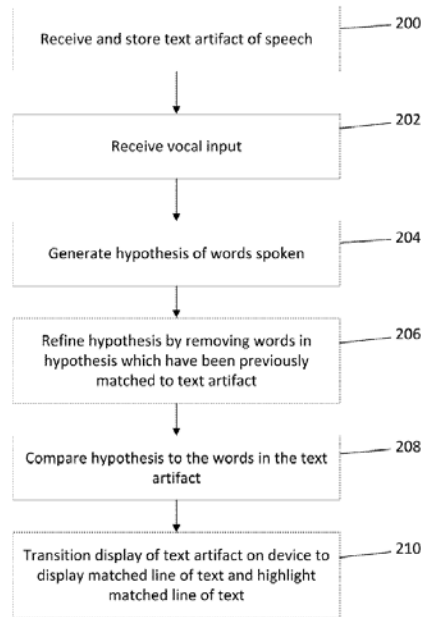 Receive and store text artifact of speech
200
Receive vocal input
202
Generate hypothesis of words spoken
204
Refine hypothesis by removing words in
hypothesis which have been previously
matched to text artifact
206
Compare hypothesis to the words in the text
artifact
208
Transition display of text artifact on device to
display matched line of text and highlight
matched line of text
210